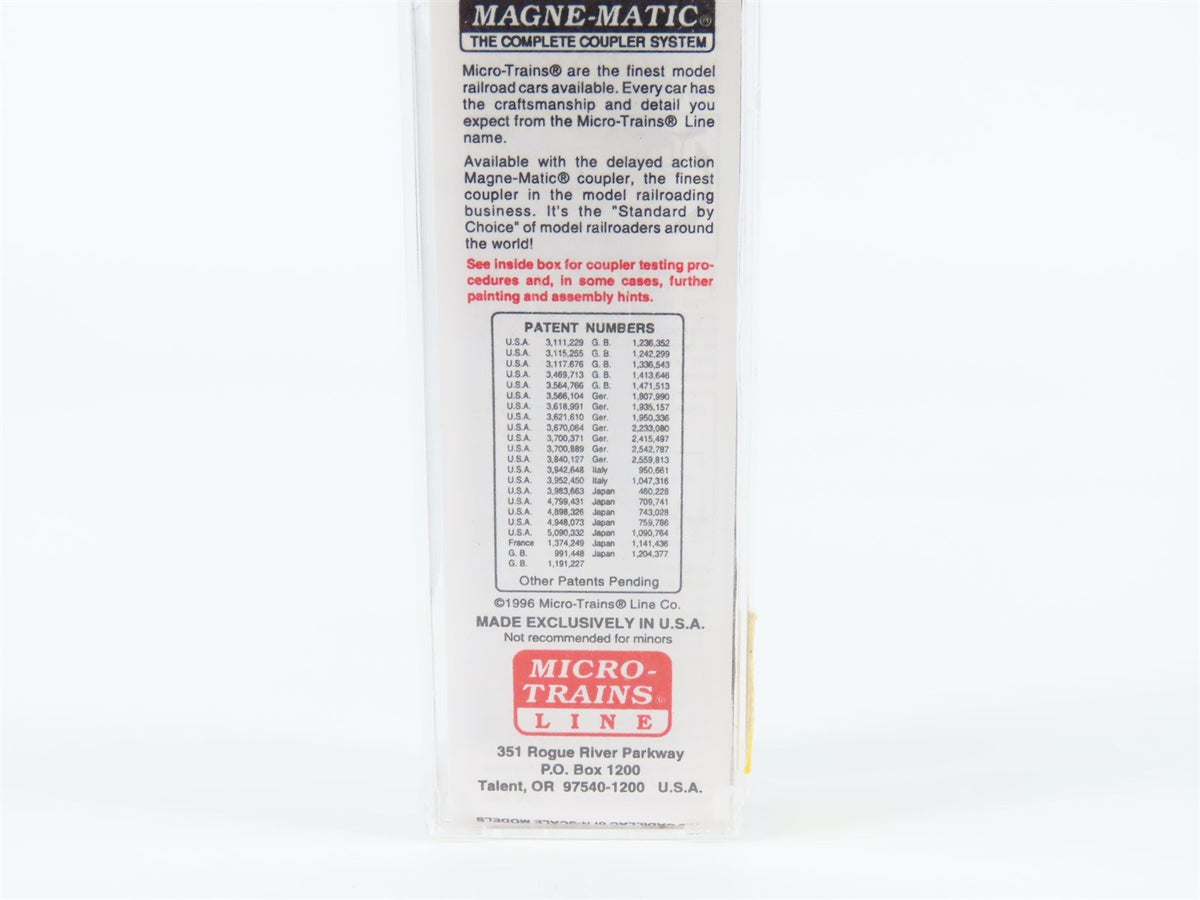 MAGNE-MATIC®
THE COMPLETE COUPLER SYSTEM
Micro-Trains® are the finest model
railroad cars available. Every car has
the craftsmanship and detail you
expect from the Micro-Trains® Line
name.
Available with the delayed action
Magne-Matic® coupler, the finest
coupler in the model railroading
business. It's the "Standard by
Choice" of model railroaders around
the world!
See inside box for coupler testing pro-
cedures and, in some cases, further
painting and assembly hints.
PATENT NUMBERS
U.S.A. 3,111,229 G. B. 1,236,352
U.S.A. 3,115,255 G. B. 1,242,299
U.S.A. 3,117,676 G. B. 1,336,543
U.S.A. 3,469,713 G. B. 1,413,646
U.S.A. 3,564,766 G. B. 1,471,513
U.S.A. 3,566,104 Ger. 1,807,990
U.S.A. 3,618,991 Ger. 1,935,157
U.S.A. 3,621,610 Ger. 1,950,336
U.S.A. 3,670,064 Ger. 2,233,080
U.S.A. 3,700,371 Ger. 2,415,497
U.S.A. 3,700,889 Ger. 2,542,787
U.S.A. 3,840,127 Ger. 2,559,813
U.S.A. 3,942,648 Italy 950,661
U.S.A. 3,952,450 Italy 1,047,316
U.S.A. 3,983,663 Japan 460,228
U.S.A. 4,799,431 Japan 709,741
U.S.A. 4,898,326 Japan 743,028
U.S.A. 4,948,073 Japan 759,786
U.S.A. 5,090,332 Japan 1,090,764
France 1,374,249 Japan 1,141,436
G. B. 991,448 Japan 1,204,377
G. B. 1,191,227
Other Patents Pending
©1996 Micro-Trains® Line Co.
MADE EXCLUSIVELY IN U.S.A.
Not recommended for minors
MICRO-
TRAINS®
LINE
351 Rogue River Parkway
P.O. Box 1200
Talent, OR 97540-1200 U.S.A.
CADILLAC OF N-SCALE MODELS